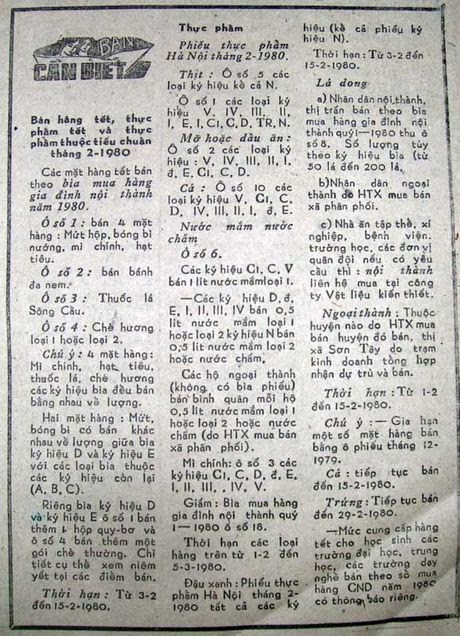 BẠN
CẦN BIẾT
Bán hàng tết, thực
phẩm tết và thực
phẩm thuộc tiêu chuẩn
tháng 2-1980
Các mặt hàng tết bán
theo bìa mua hàng
gia đình nội thành
năm 1980.
Ô số 1: bán 4 mặt
hàng: Mứt hộp, bóng bì
nướng, mì chính, hạt
tiêu.
Ô số 2: bán bánh
đa nem.
Ô số 3: Thuốc lá
Sông Cầu.
Ô số 4: Chè hương
loại 1 hoặc loại 2.
Chú ý: 4 mặt hàng:
Mì chính, hạt tiêu,
thuốc lá, chè hương
các ký hiệu bìa đều bán
bằng nhau về lượng.
Hai mặt hàng: Mứt,
bóng bì có bán khác
nhau về lượng giữa bìa
ký hiệu D và ký hiệu E
với các loại bìa thuộc
các ký hiệu còn lại
(A, B, C).
Riêng bìa ký hiệu D
và ký hiệu E ô số 1 bán
thêm 1 hộp quy-bơ và
ô số 4 bán thêm một
gói chè thường. Chi
tiết cụ thể xem niêm
yết tại các điểm bán.
Thời hạn: Từ 3-2
đến 15-2-1980.
Thực phẩm
Phiếu thực phẩm
Hà Nội tháng 2-1980.
Thịt: Ô số 5 các
loại ký hiệu kể cả N.
Ô số 1 các loại ký
hiệu V, IV, III, II,
I, E, I, C1, C, D, TR, N.
Mỡ hoặc dầu ăn:
Ô số 2 các loại ký
hiệu: V, IV, III, II, I,
đ, E, C1, C, D.
Cá: Ô số 10 các
loại ký hiệu V, C1, C,
D, IV, III, II, I, đ, E.
Nước mắm nước
chấm
Ô số 6.
Các ký hiệu C1, C, V
bán 1 lít nước mắm loại 1.
—Các ký hiệu D, đ,
E, I, II, III, IV bán 0,5
lít nước mắm loại 1
hoặc loại 2 ký hiệu N bán
0,5 lít nước mắm loại 2
hoặc nước chấm.
Các hộ ngoại thành
(không có bìa phiếu)
bán bình quân mỗi hộ
0,5 lít nước mắm loại 1
hoặc loại 2 hoặc nước
chấm (do HTX mua bán
xã phân phối).
Mì chính: ô số 3 các
ký hiệu C1, C, D, đ, E,
I, II, III, IV, V.
Giấm: Bìa mua hàng
gia đình nội thành quý
1—1980 ô số 18.
Thời hạn các loại
hàng trên từ 1-2 đến
5-3-1980.
Đậu xanh: Phiếu thực
phẩm Hà Nội tháng 2-
1980 tất cả các ký
hiệu (kể cả phiếu ký
hiệu N).
Thời hạn: Từ 3-2 đến
15-2-1980.
Lá dong
a) Nhân dân nội thành,
thị trấn bán theo bìa
mua hàng gia đình nội
thành quý 1—1980 thu ô
số 8. Số lượng tùy
theo ký hiệu bìa (từ
50 lá đến 200 lá.
b) Nhân dân ngoại
thành do HTX mua bán
xã phân phối.
c) Nhà ăn tập thể, xí
nghiệp, bệnh viện,
trường học, các đơn vị
quân đội nếu có yêu
cầu thì: nội thành
liên hệ mua tại công
ty Vật liệu kiến thiết.
Ngoại thành: Thuộc
huyện nào do HTX mua
bán huyện đó bán, thị
xã Sơn Tây do trạm
kinh doanh tổng hợp
nhận dự trù và bán.
Thời hạn: Từ 1-2
đến 15-2-1980.
Chú ý:—Gia hạn
một số mặt hàng bán
bằng ô phiếu tháng 12-
1979.
Cá: tiếp tục bán
đến 15-2-1980.
Trứng: Tiếp tục bán
đến 29-2-1980.
—Mức cung cấp hàng
tết cho học sinh các
trường đại học, trung
học, các trường dạy
nghề bán theo sổ mua
hàng CND năm 1980
có thông báo riêng.